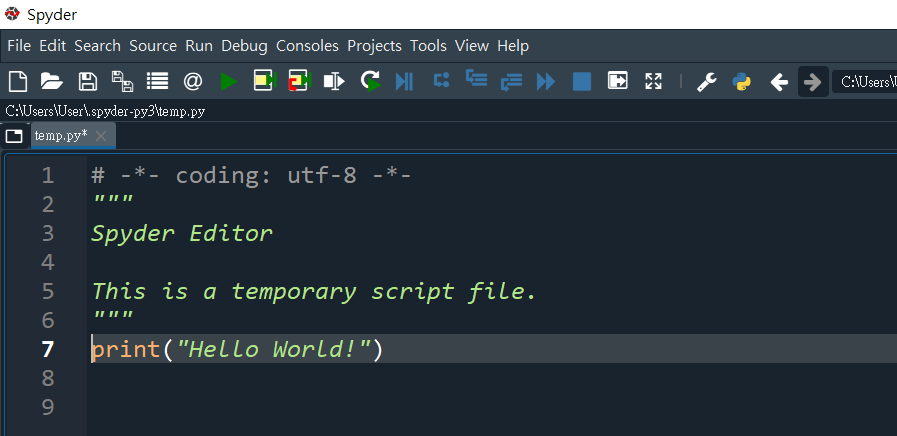 Spyder
File Edit Search Source Run Debug Consoles Projects Tools View Help
C:\Users\
C:\Users\User\.spyder-py3\temp.py
temp.py*
1 # -*- coding: utf-8 -*-
2 """
3 Spyder Editor
4
5 This is a temporary script file.
6 """
7 print("Hello World!")
8
9